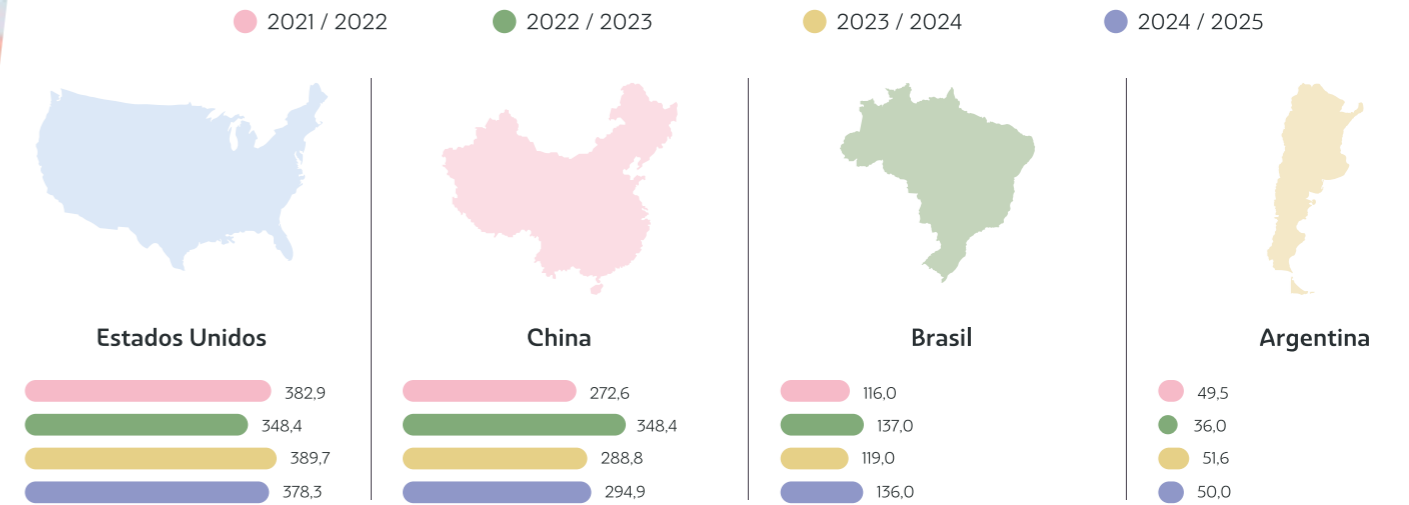 2021 / 2022
2022 / 2023
2023 / 2024
2024 / 2025
Estados Unidos
382,9
348,4
389,7
378,3
China
272,6
348,4
288,8
294,9
Brasil
116,0
137,0
119,0
136,0
Argentina
49,5
36,0
51,6
50,0